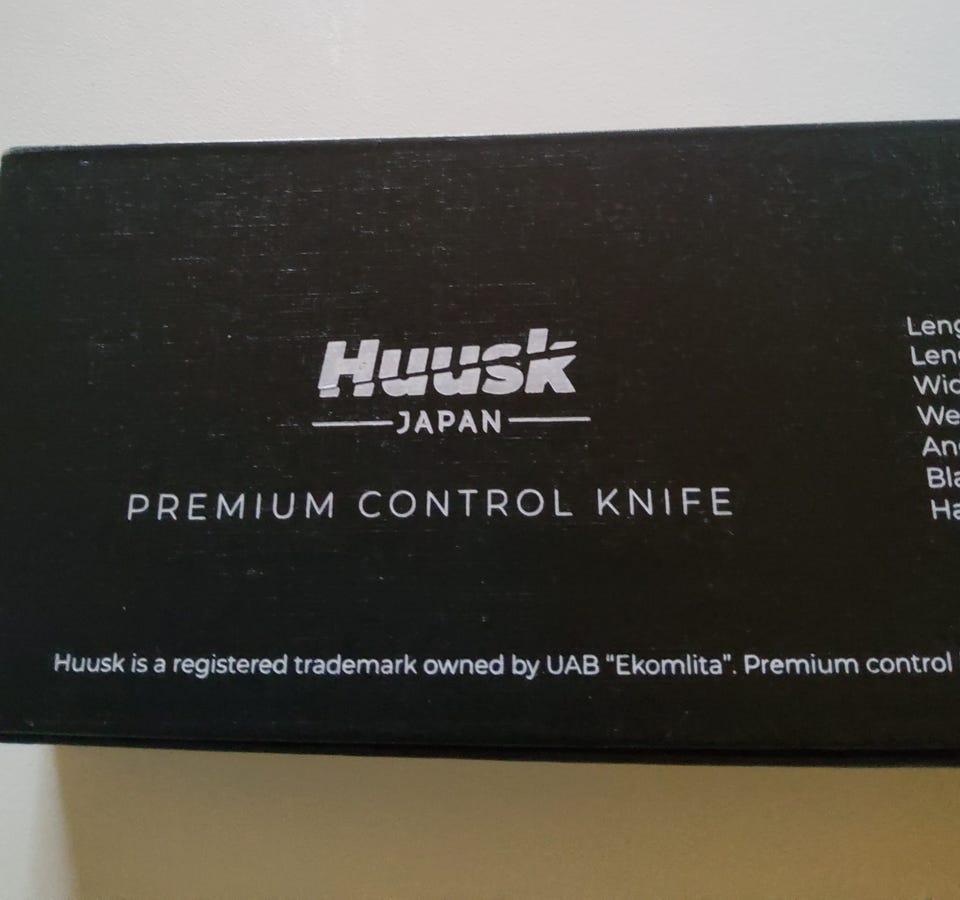 Huusk
JAPAN
PREMIUM CONTROL KNIFE
Huusk is a registered trademark owned by UAB “Ekomlita”. Premium control